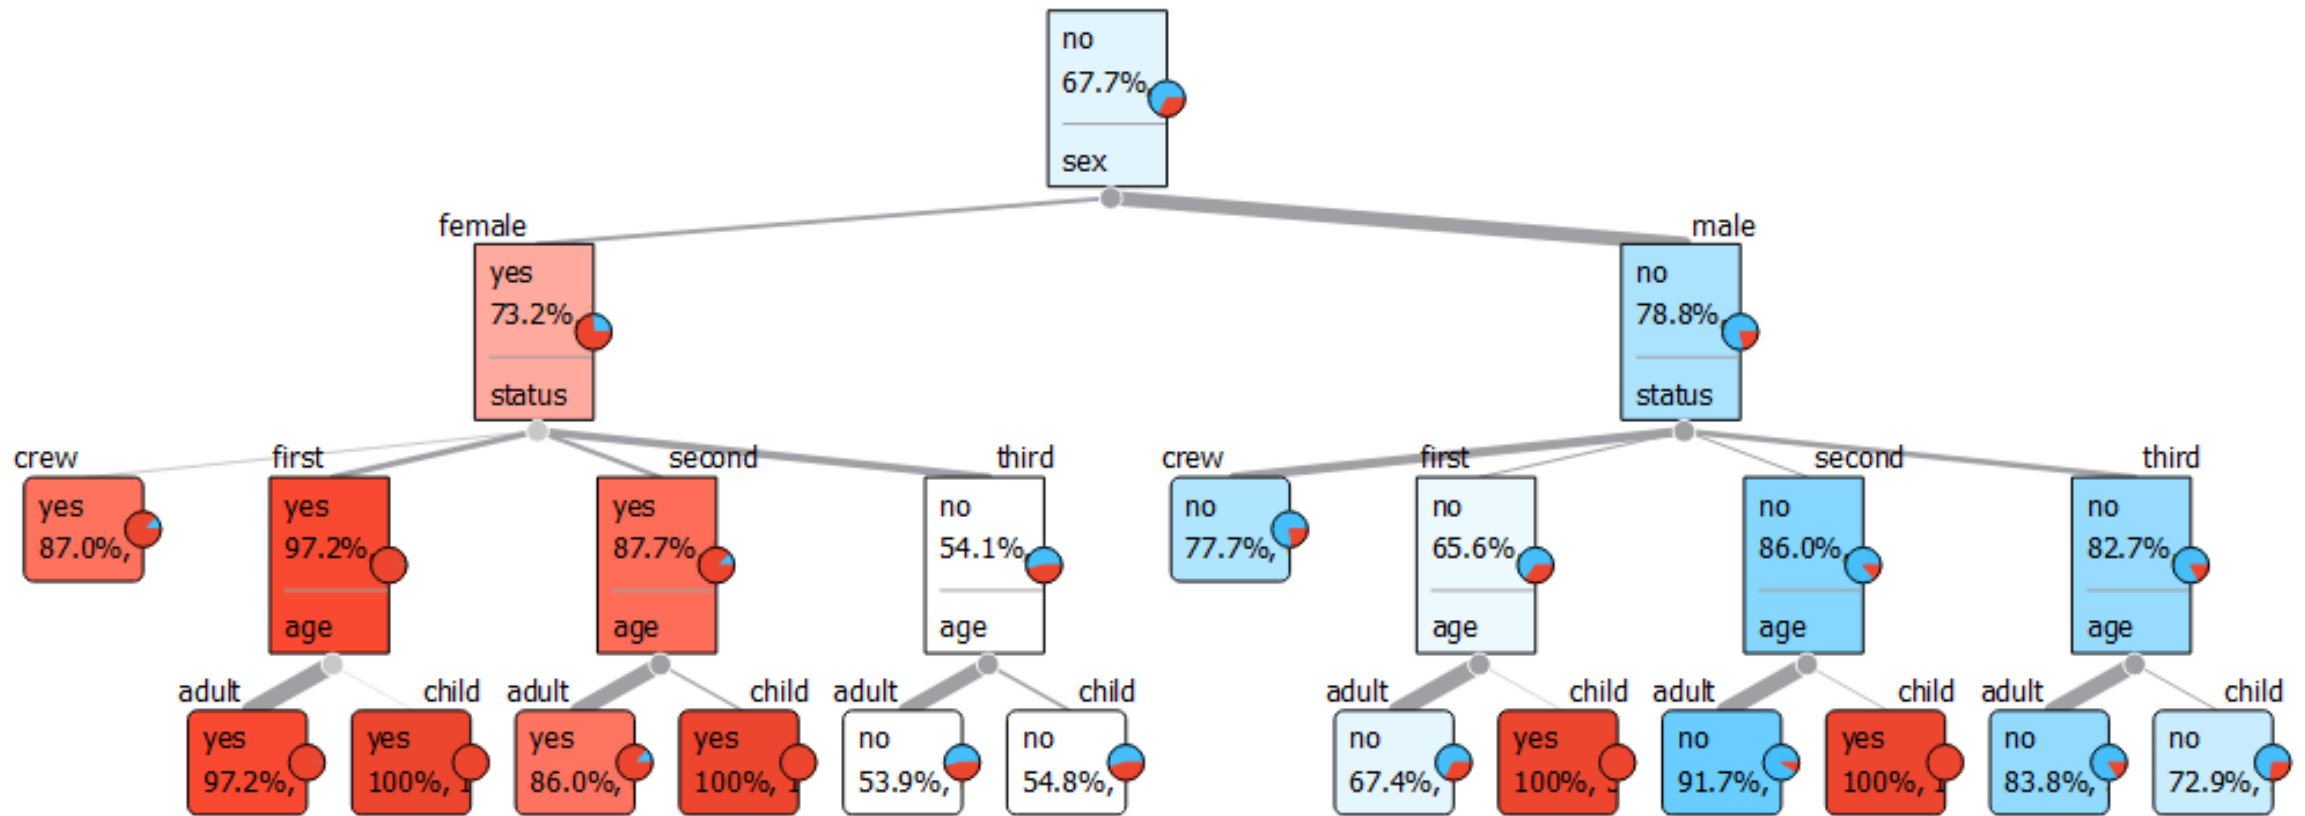 no
67.7%,
sex
female
male
yes
73.2%
status
no
78.8%,
status
crew
first
second
third
crew
first
second
third
yes
87.0%,
yes
97.2%
age
yes
87.7%
age
no
54.1%
age
no
77.7%,
no
65.6%
age
no
86.0%,
age
no
82.7%
age
adult
child
adult
child
adult
child
adult
child
adult
child
adult
child
yes
97.2%,
yes
100%,
yes
86.0%,
yes
100%,
no
53.9%,
no
54.8%,
no
67.4%,
yes
100%,
no
91.7%,
yes
100%,
no
83.8%,
no
72.9%,